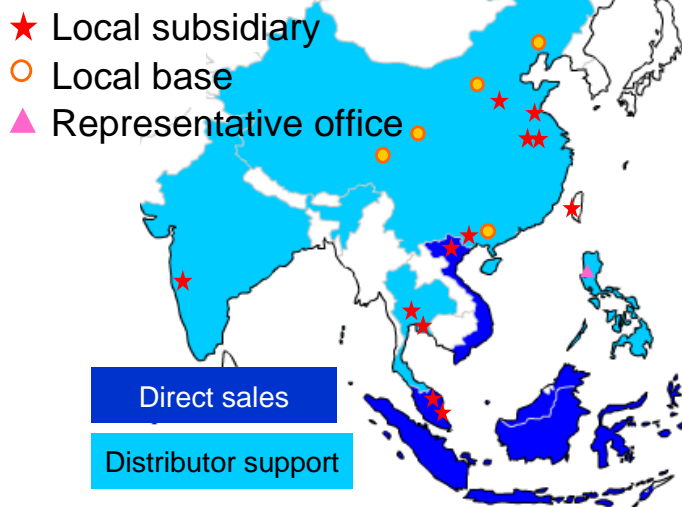 Local subsidiary
Local base
Representative office
Direct sales
Distributor support